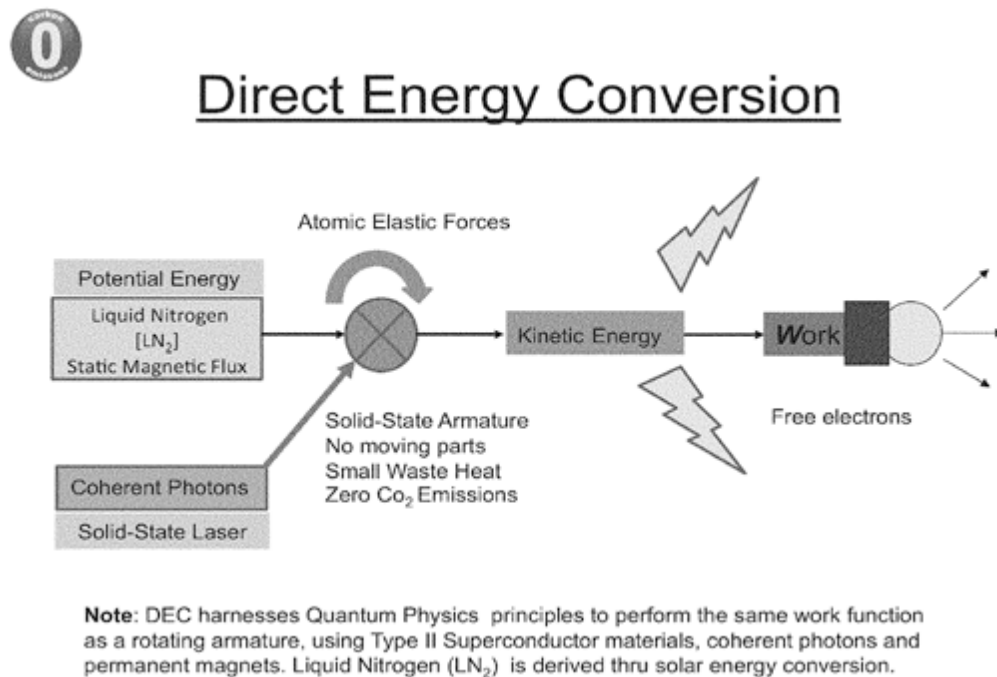 carbon
0
emissions
Direct Energy Conversion
Atomic Elastic Forces
Potential Energy
Liquid Nitrogen
[LN₂]
Static Magnetic Flux
Kinetic Energy
Work
Solid-State Armature
No moving parts
Small Waste Heat
Zero Co₂ Emissions
Free electrons
Coherent Photons
Solid-State Laser
Note: DEC harnesses Quantum Physics principles to perform the same work function
as a rotating armature, using Type II Superconductor materials, coherent photons and
permanent magnets. Liquid Nitrogen (LN₂) is derived thru solar energy conversion.